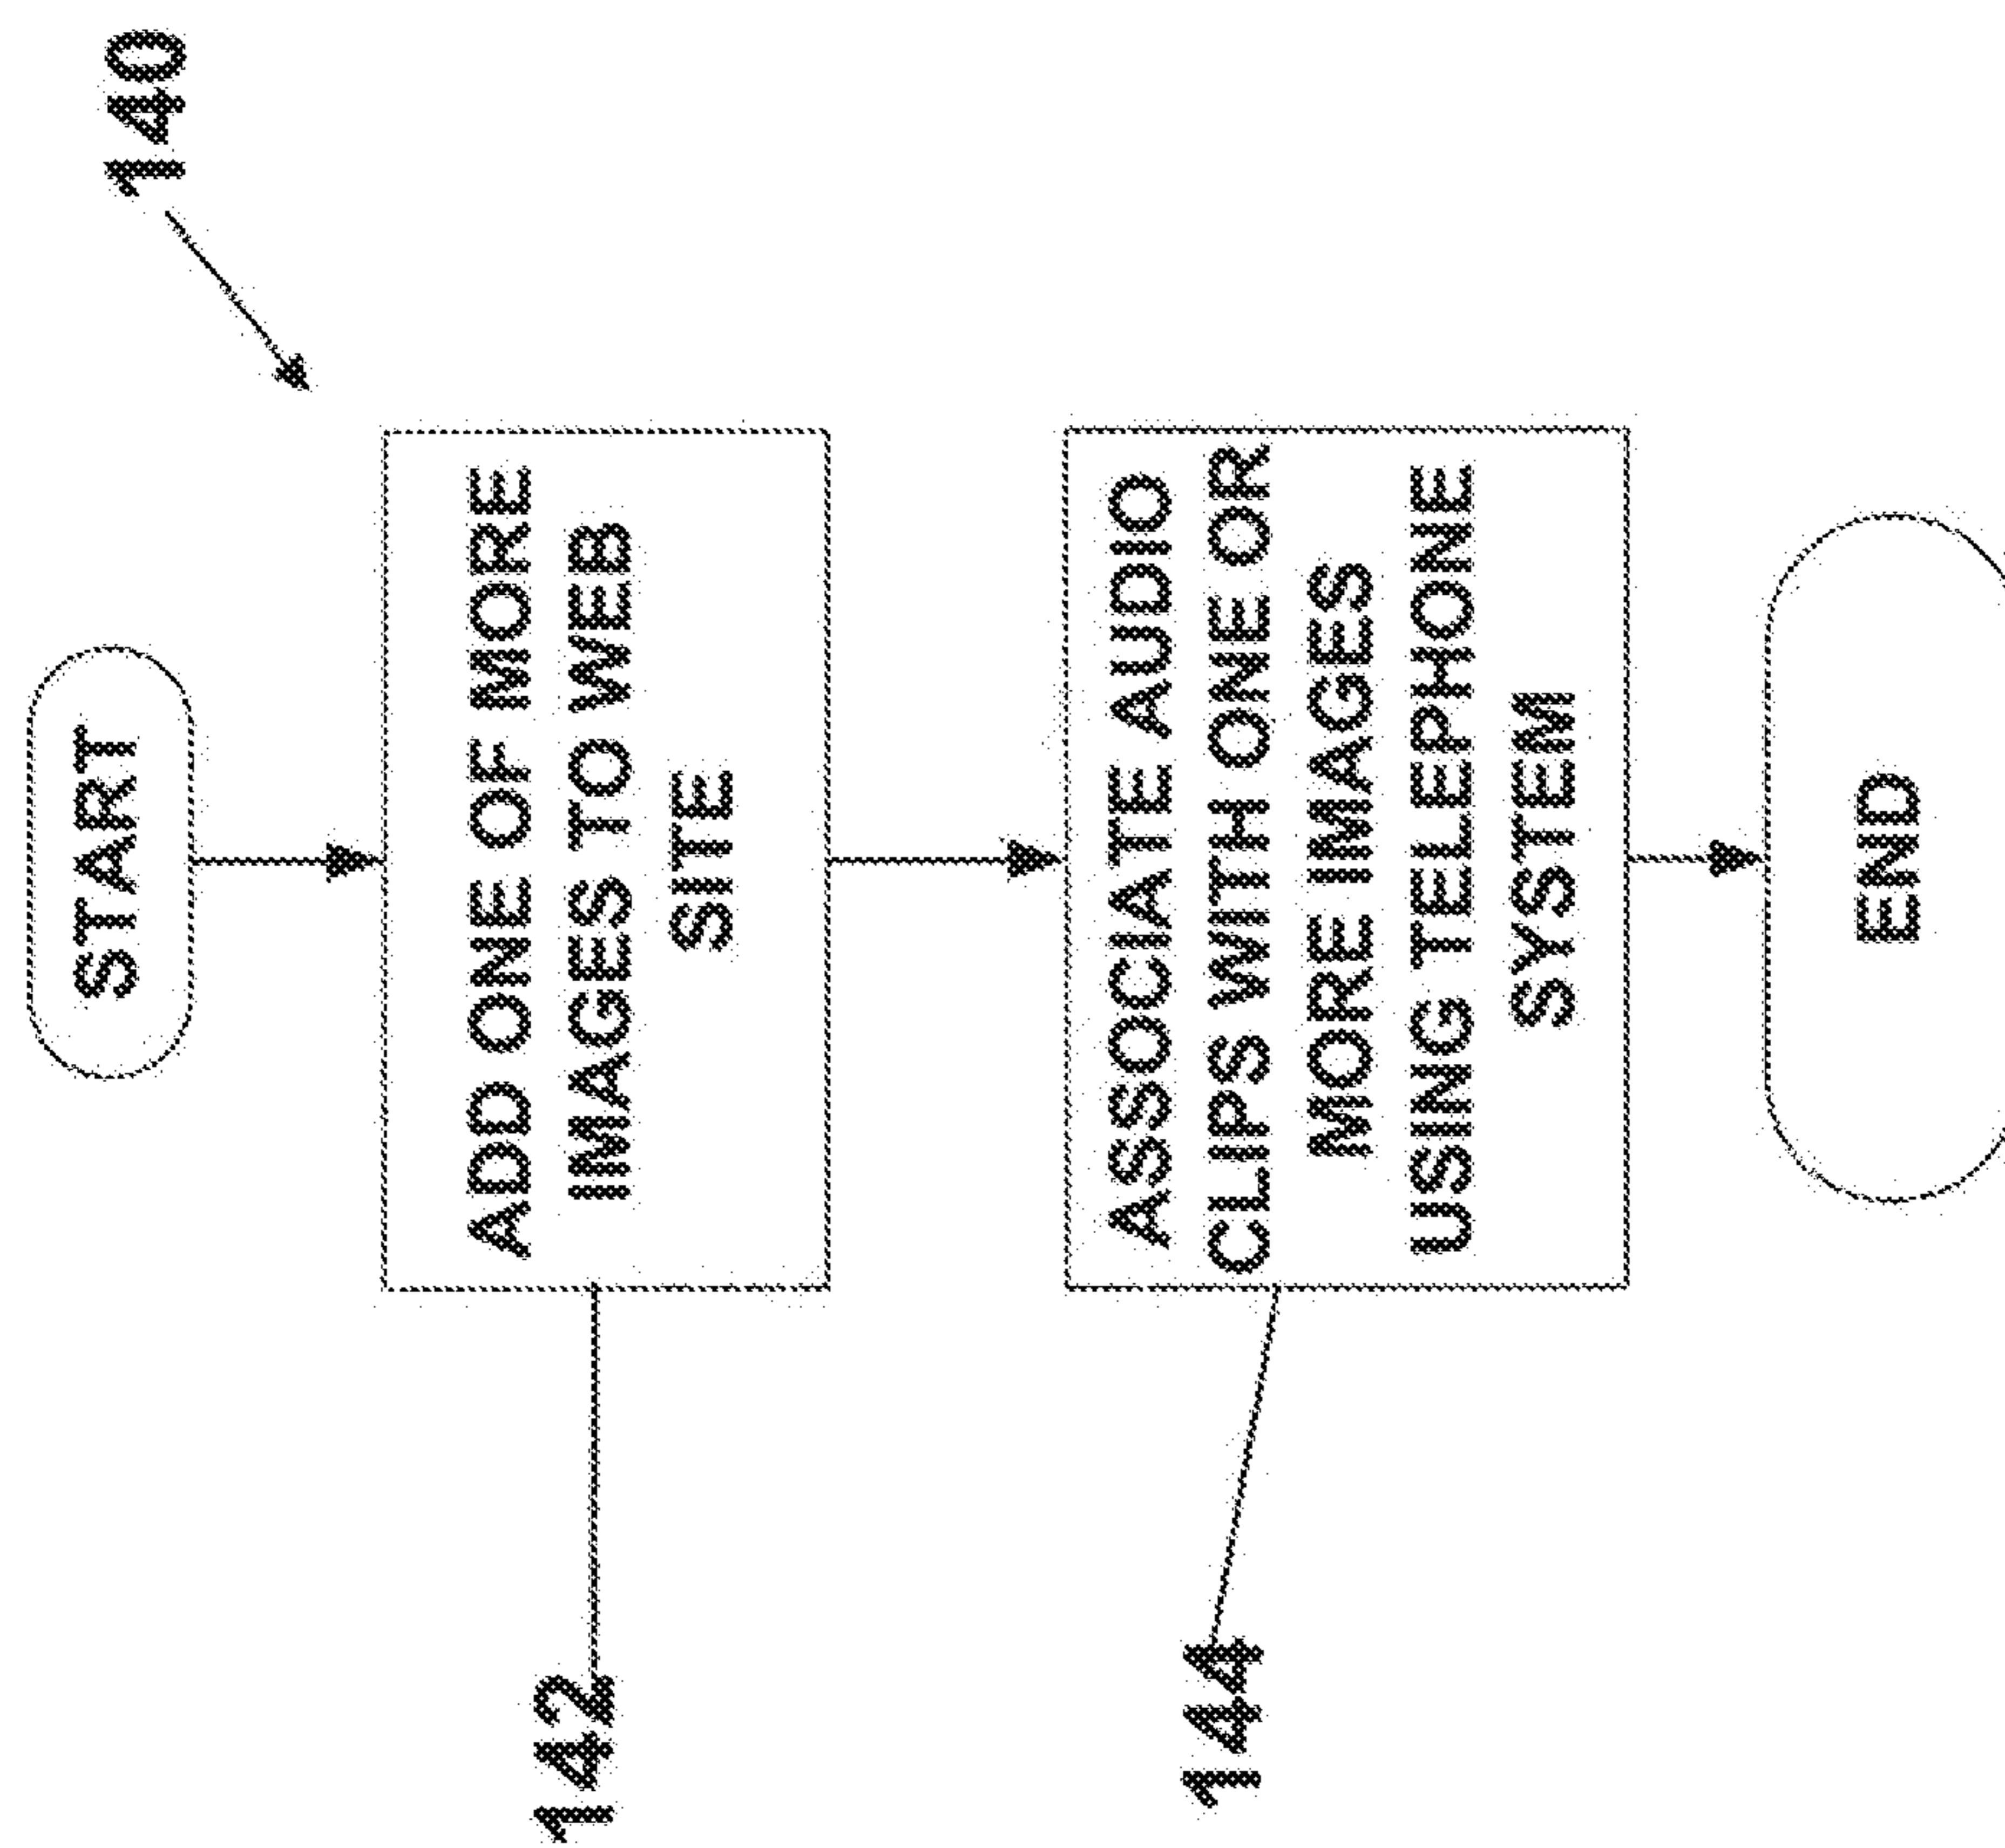 140
START
ADD ONE OF MORE
IMAGES TO WEB
SITE
142
ASSOCIATE AUDIO
CLIPS WITH ONE OR
MORE IMAGES
USING TELEPHONE
SYSTEM
144
END